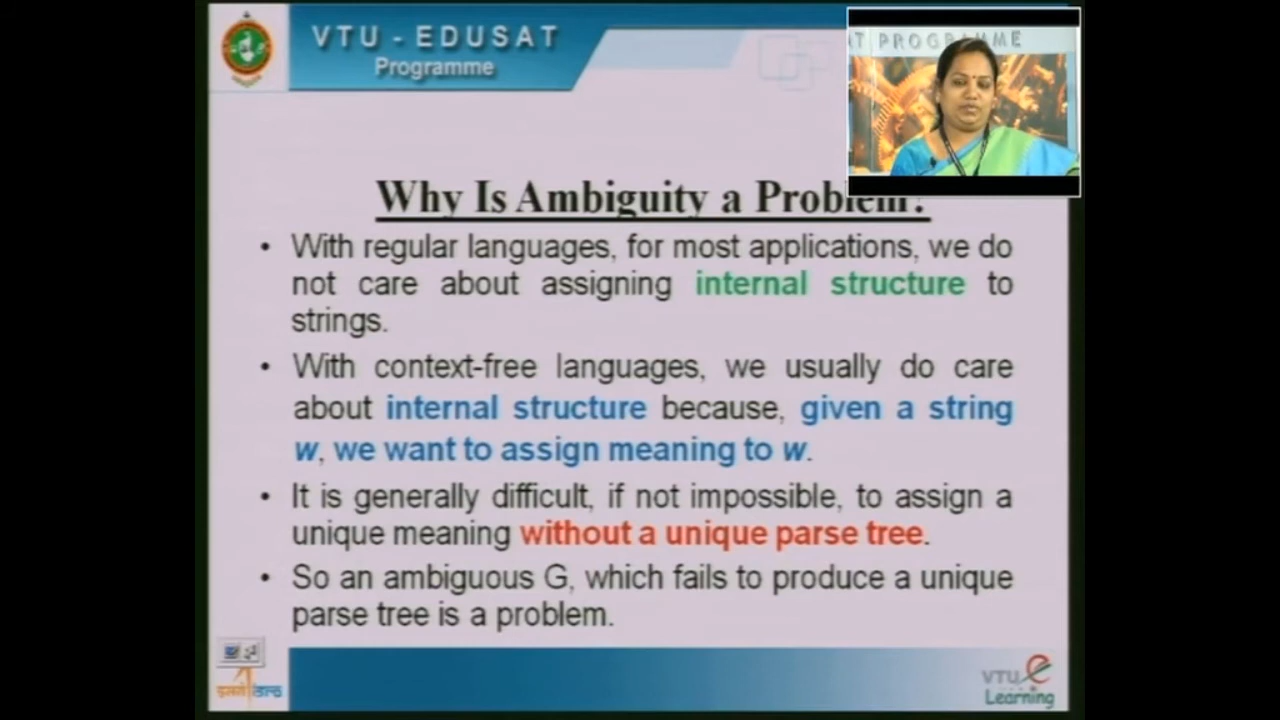 VTU - EDUSAT
Programme
T PROGRAMME
Why Is Ambiguity a Problem?
• With regular languages, for most applications, we do
not care about assigning internal structure to
strings.
• With context-free languages, we usually do care
about internal structure because, given a string
w, we want to assign meaning to w.
• It is generally difficult, if not impossible, to assign a
unique meaning without a unique parse tree.
• So an ambiguous G, which fails to produce a unique
parse tree is a problem.
VTU e
Learning